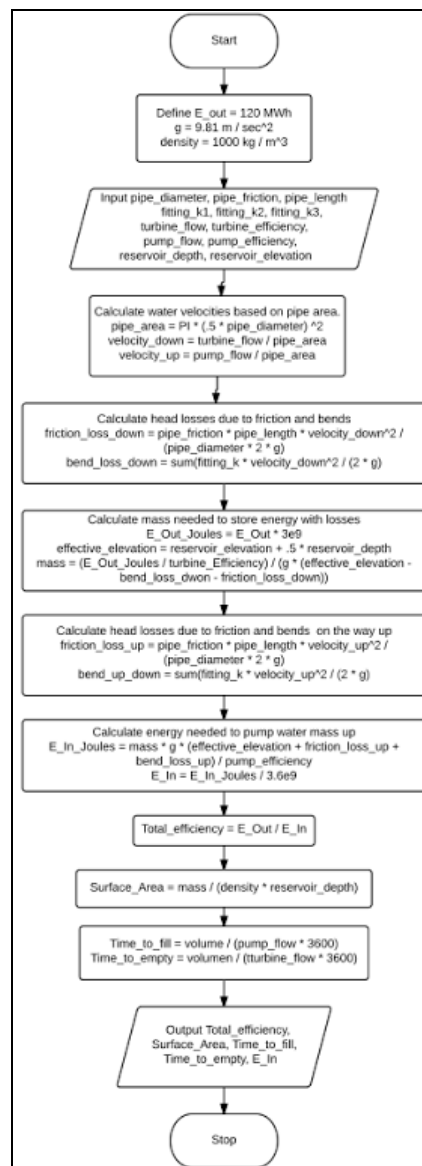 Start
Define E_out = 120 MWh
g = 9.81 m / sec^2
density = 1000 kg / m^3
Input pipe_diameter, pipe_friction, pipe_length
fitting_k1, fitting_k2, fitting_k3,
turbine_flow, turbine_efficiency,
pump_flow, pump_efficiency,
reservoir_depth, reservoir_elevation
Calculate water velocities based on pipe area.
pipe_area = PI * (.5 * pipe_diameter) ^2
velocity_down = turbine_flow / pipe_area
velocity_up = pump_flow / pipe_area
Calculate head losses due to friction and bends
friction_loss_down = pipe_friction * pipe_length * velocity_down^2 /
(pipe_diameter * 2 * g)
bend_loss_down = sum(fitting_k * velocity_down^2 / (2 * g)
Calculate mass needed to store energy with losses
E_Out_Joules = E_Out * 3e9
effective_elevation = reservoir_elevation + .5 * reservoir_depth
mass = (E_Out_Joules / turbine_Efficiency) / (g * (effective_elevation -
bend_loss_dwon - friction_loss_down))
Calculate head losses due to friction and bends on the way up
friction_loss_up = pipe_friction * pipe_length * velocity_up^2 /
(pipe_diameter * 2 * g)
bend_up_down = sum(fitting_k * velocity_up^2 / (2 * g)
Calculate energy needed to pump water mass up
E_In_Joules = mass * g * (effective_elevation + friction_loss_up +
bend_loss_up) / pump_efficiency
E_In = E_In_Joules / 3.6e9
Total_efficiency = E_Out / E_In
Surface_Area = mass / (density * reservoir_depth)
Time_to_fill = volume / (pump_flow * 3600)
Time_to_empty = volumen / (tturbine_flow * 3600)
Output Total_efficiency,
Surface_Area, Time_to_fill,
Time_to_empty, E_In
Stop